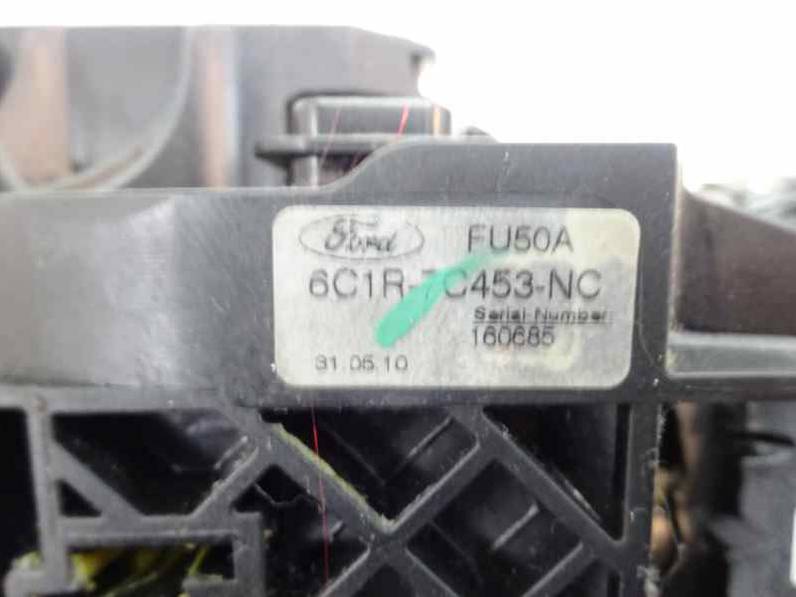 Ford FU50A
6C1R-7C453-NC
Serial Number:
160685
31.05.10